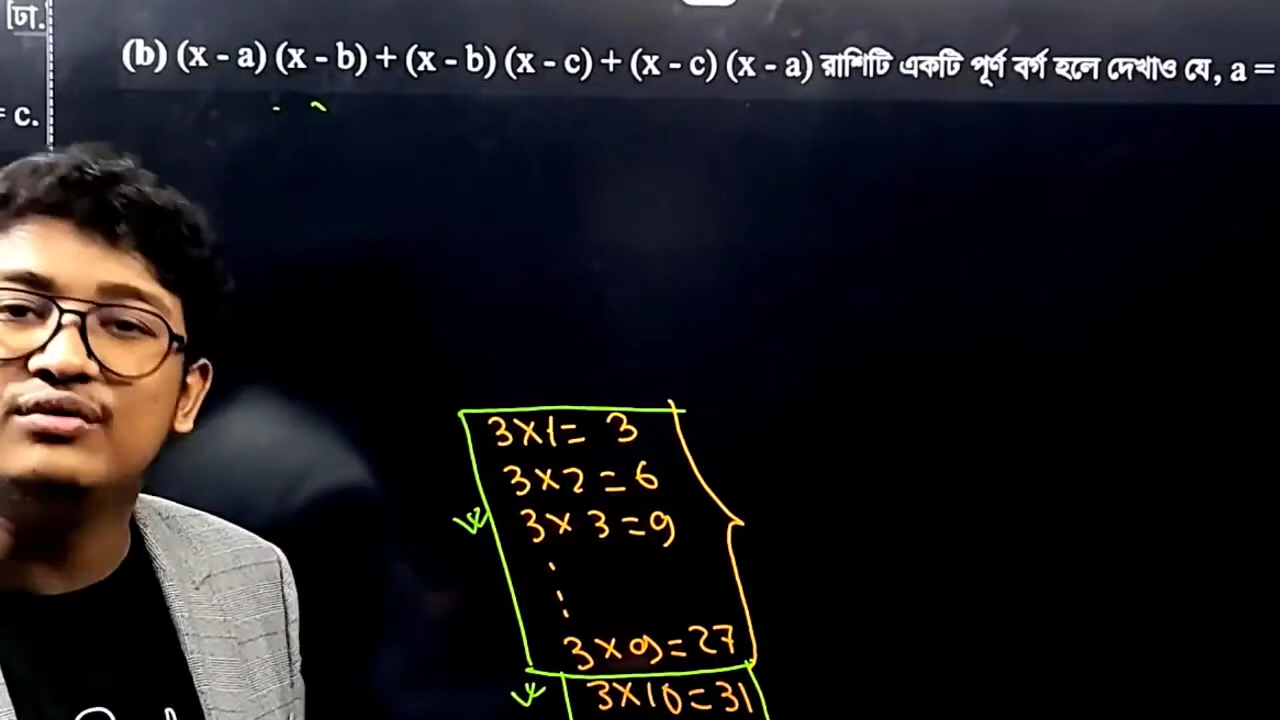 [ঢা.
(b) (x - a) (x - b) + (x - b) (x - c) + (x - c) (x - a) রাশিটি একটি পূর্ণ বর্গ হলে দেখাও যে, a =
= c.
3×1= 3
3×2=6
3×3=9
3×9=27
3×10=31